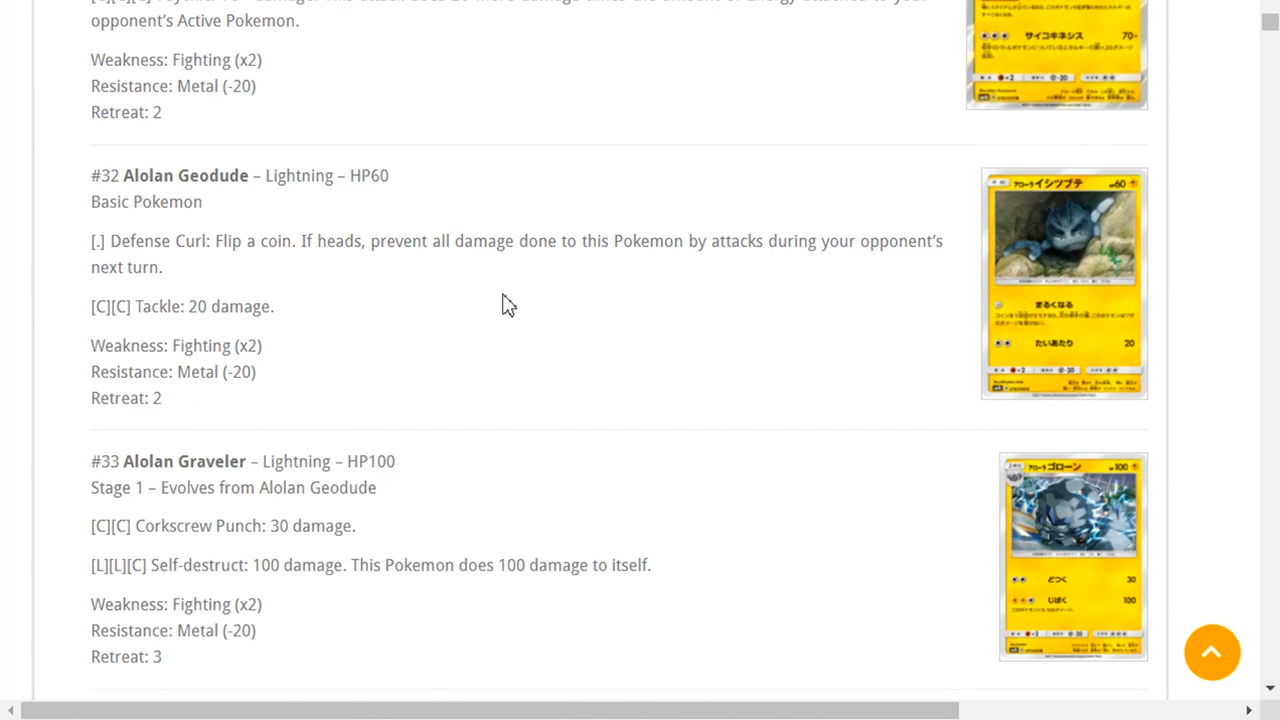 opponent's Active Pokemon.
Weakness: Fighting (x2)
Resistance: Metal (-20)
Retreat: 2
サイコキネシス 70+
#32 Alolan Geodude – Lightning – HP60
Basic Pokemon
[.] Defense Curl: Flip a coin. If heads, prevent all damage done to this Pokemon by attacks during your opponent's
next turn.
[C][C] Tackle: 20 damage.
Weakness: Fighting (x2)
Resistance: Metal (-20)
Retreat: 2
アローラ イシツブテ 60
まるくなる
たいあたり 20
#33 Alolan Graveler – Lightning – HP100
Stage 1 – Evolves from Alolan Geodude
[C][C] Corkscrew Punch: 30 damage.
[L][L][C] Self-destruct: 100 damage. This Pokemon does 100 damage to itself.
Weakness: Fighting (x2)
Resistance: Metal (-20)
Retreat: 3
アローラ ゴローン 100
どつく 30
じばく 100